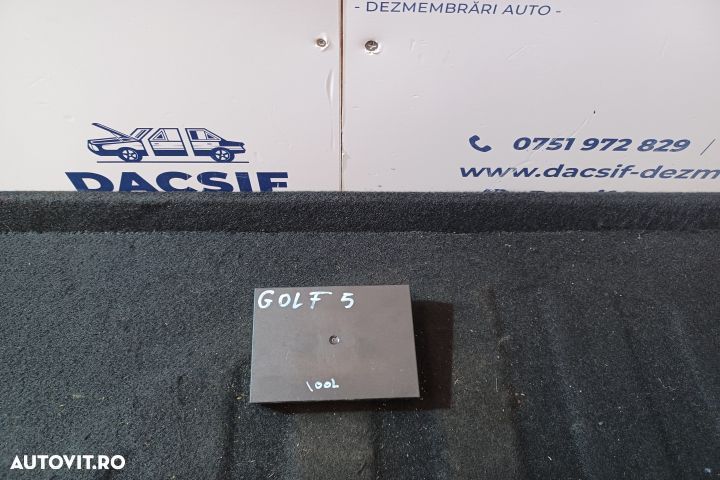 - DEZMEMBRĂRI AUTO -
DACSIF
0751 972 829 /
www.dacsif-dezm
GOLF 5
100L
AUTOVIT.RO